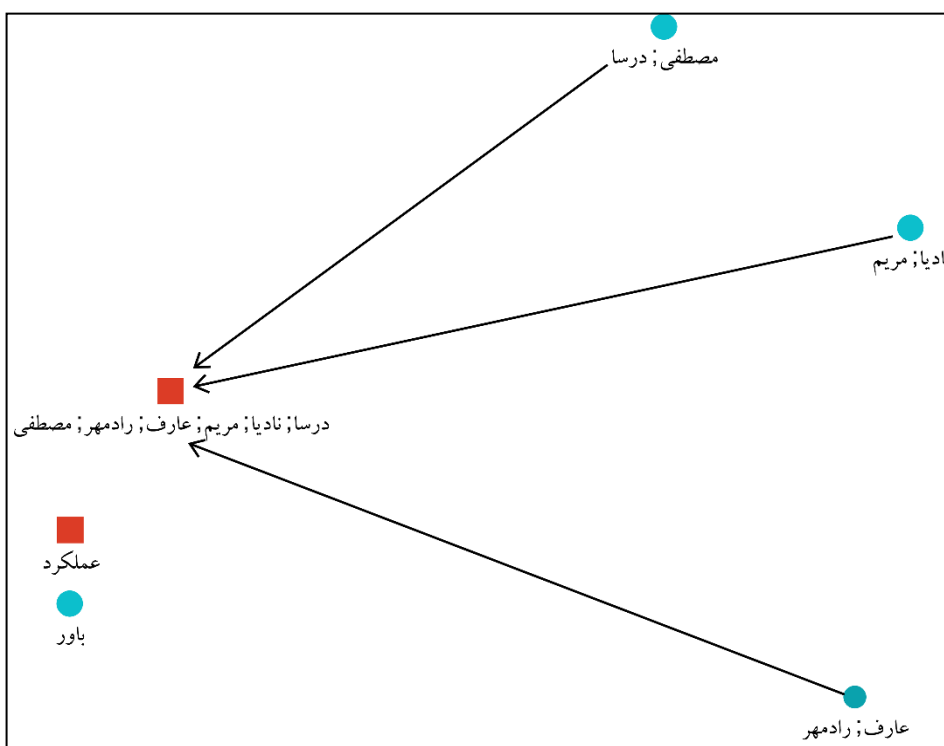 مصطفی; درسا
نادیا; مریم
درسا; نادیا; مریم; عارف; رادمهر; مصطفی
عملکرد
باور
عارف; رادمهر